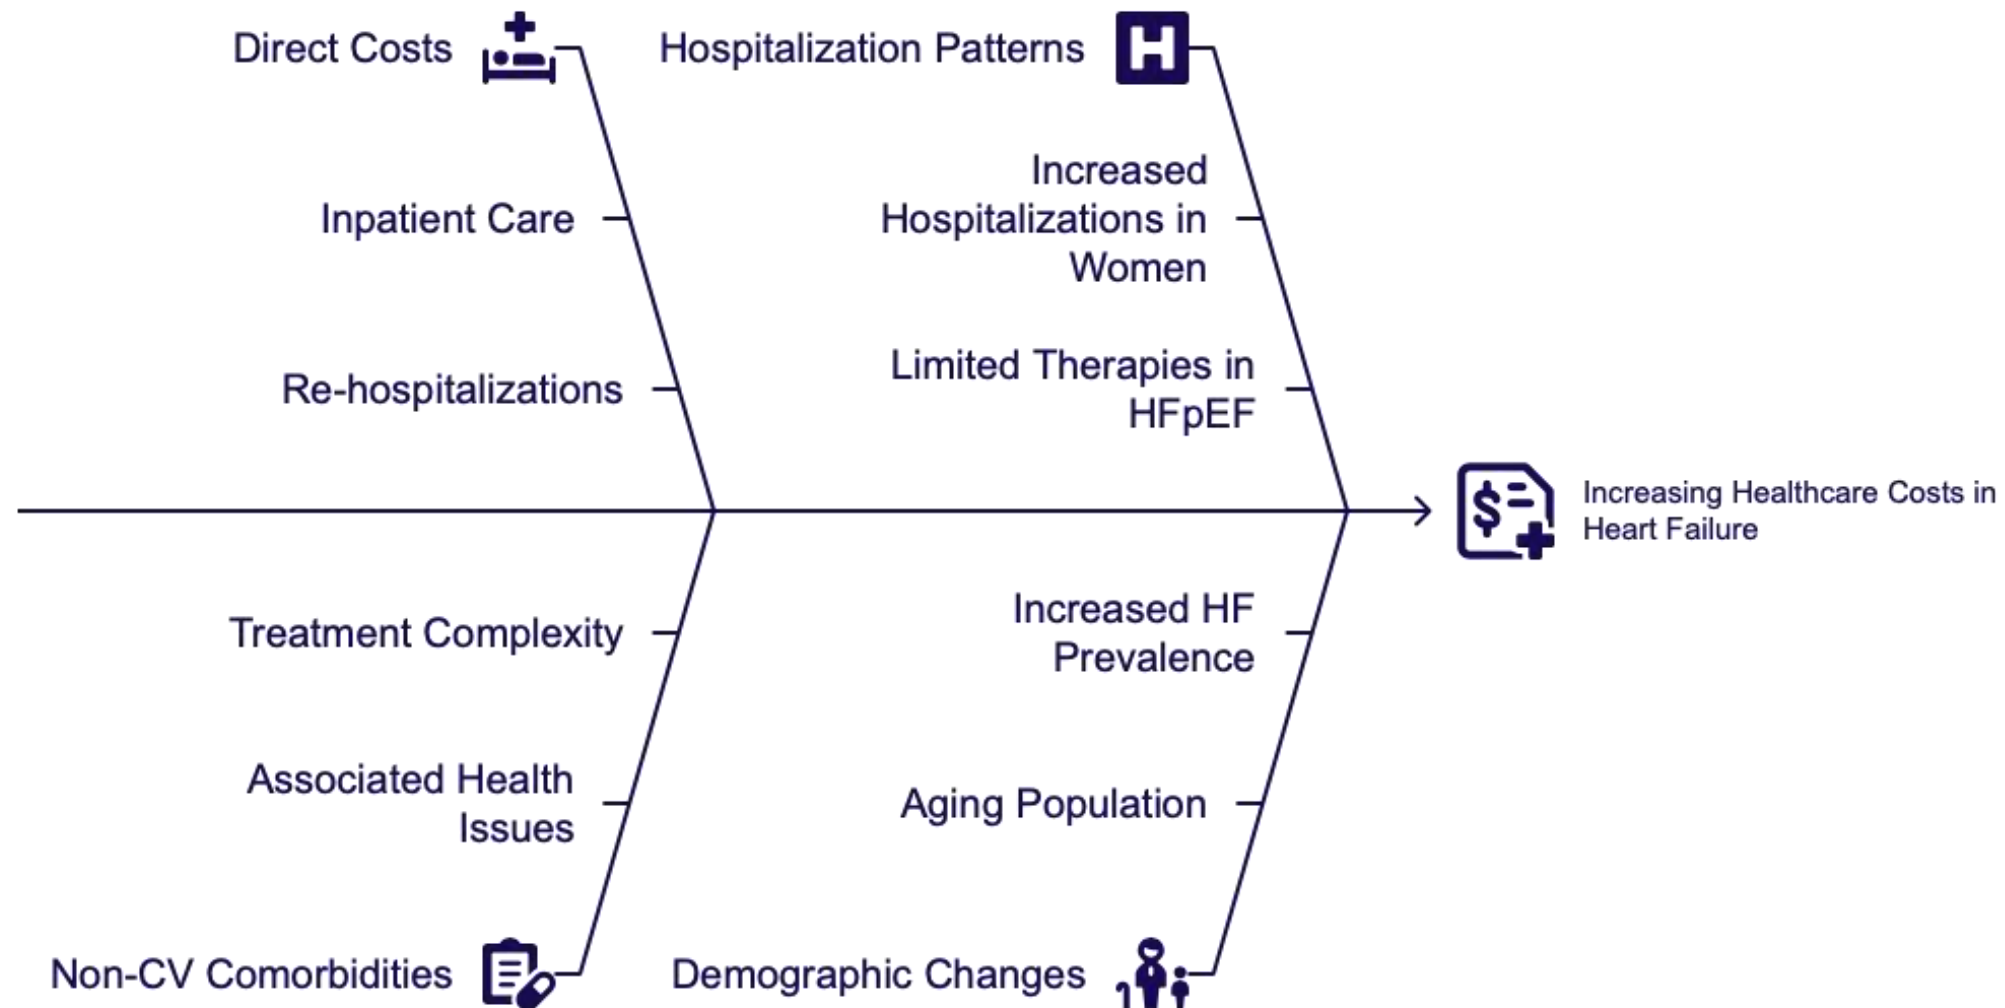 Direct Costs
Hospitalization Patterns
H
Inpatient Care
Increased
Hospitalizations in
Women
Re-hospitalizations
Limited Therapies in
HFpEF
$
Increasing Healthcare Costs in
Heart Failure
Treatment Complexity
Increased HF
Prevalence
Associated Health
Issues
Aging Population
Non-CV Comorbidities
Demographic Changes